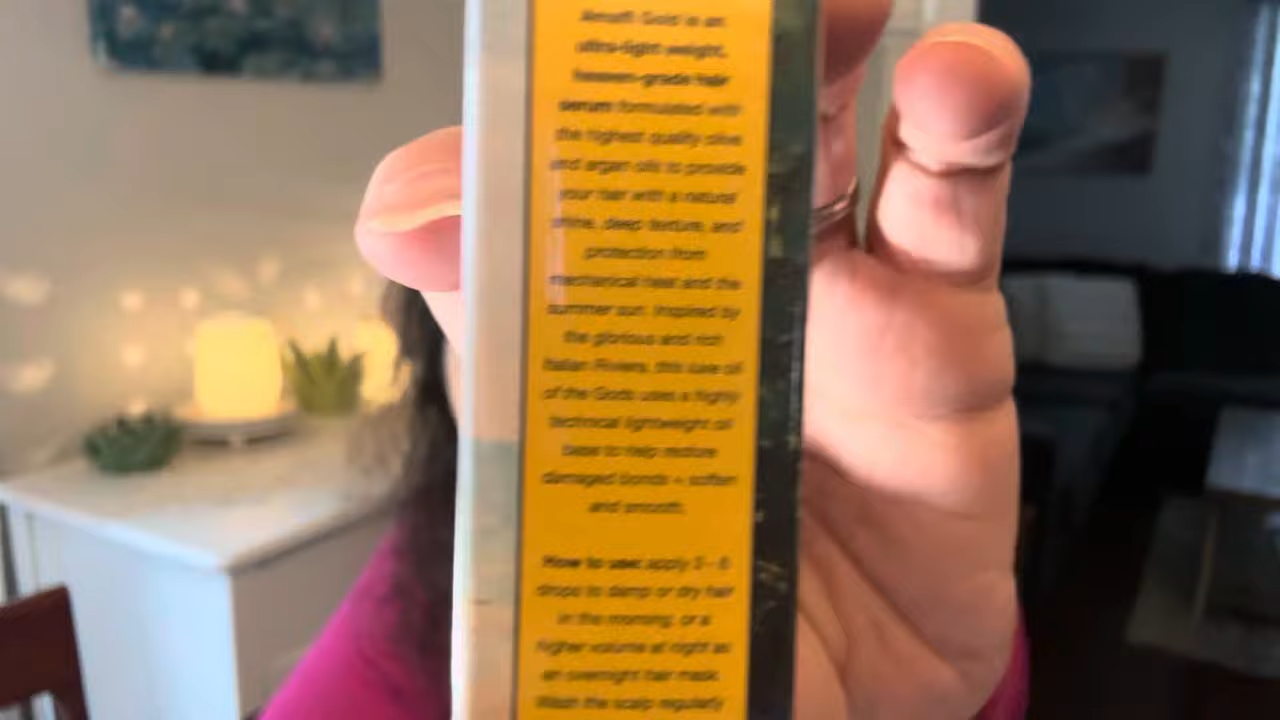 Amalfi Gold is an
ultra-light weight,
heaven-grade hair
serum formulated with
the highest quality olive
and argan oils to provide
your hair with a natural
shine, deep texture, and
protection from
mechanical heat and the
summer sun. Inspired by
the glorious and rich
Italian Riviera, this luxe oil
of the Gods uses a highly
technical lightweight oil
base to help restore
damaged bonds + soften
and smooth.
How to use: apply 3 - 6
drops to damp or dry hair
in the morning, or a
higher volume at night as
an overnight hair mask.
Wash the scalp regularly